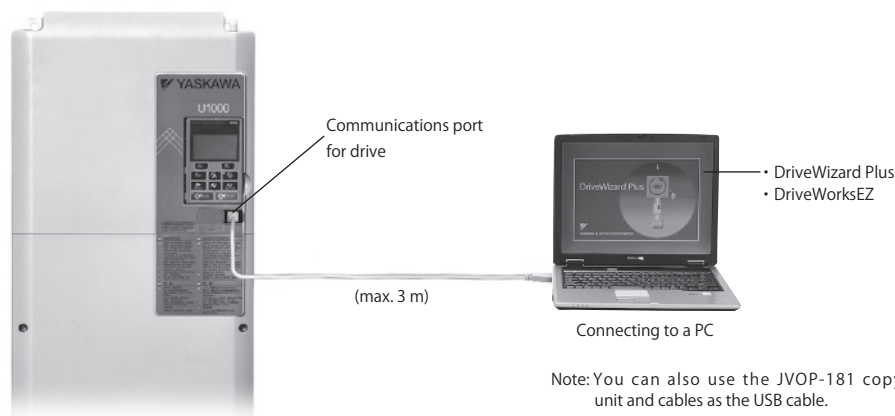 YASKAWA
U1000
Communications port
for drive
DriveWizard Plus
・ DriveWizard Plus
・ DriveWorksEZ
(max. 3 m)
Connecting to a PC
Note: You can also use the JVOP-181 copy
unit and cables as the USB cable.